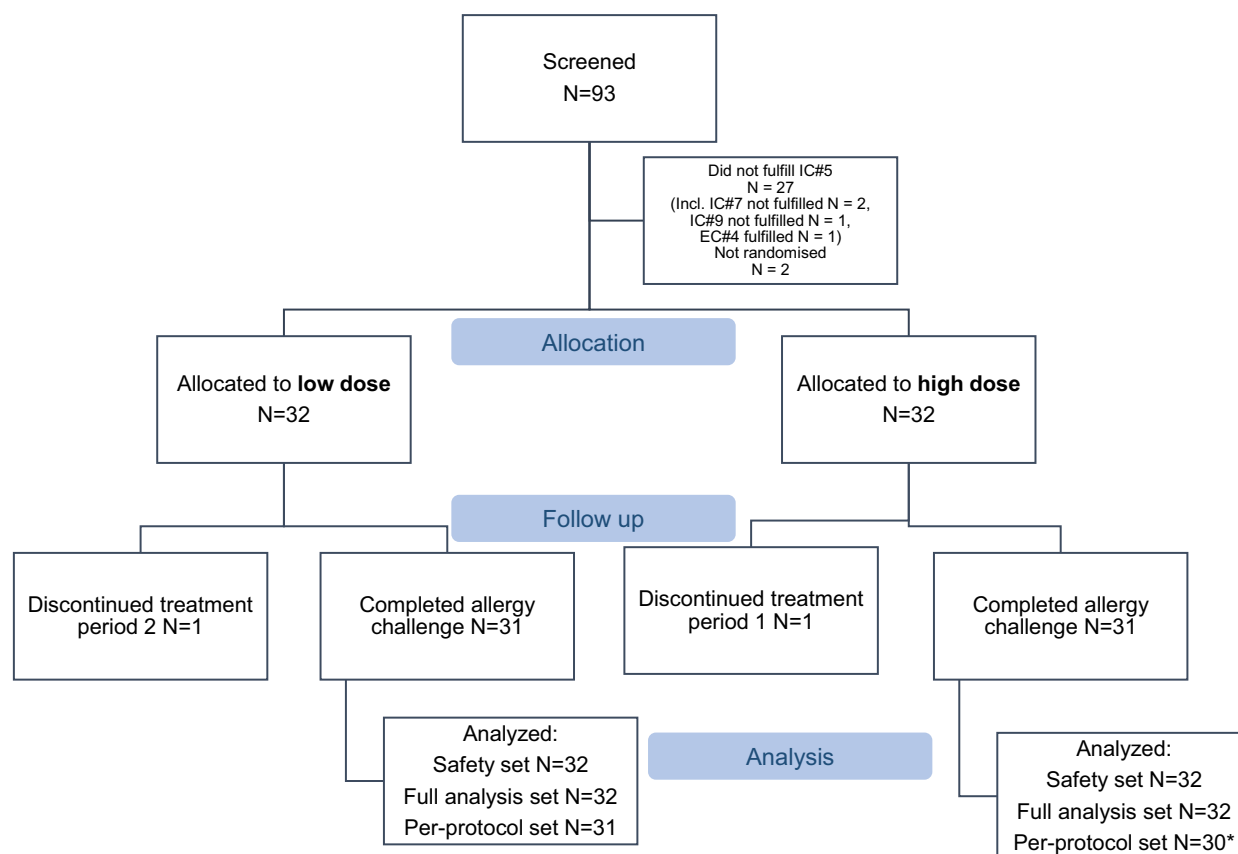 Screened
N=93
Did not fulfill IC#5
N = 27
(Incl. IC#7 not fulfilled N = 2,
IC#9 not fulfilled N = 1,
EC#4 fulfilled N = 1)
Not randomised
N = 2
Allocation
Allocated to low dose
N=32
Allocated to high dose
N=32
Follow up
Discontinued treatment
period 2 N=1
Completed allergy
challenge N=31
Discontinued treatment
period 1 N=1
Completed allergy
challenge N=31
Analysis
Analyzed:
Safety set N=32
Full analysis set N=32
Per-protocol set N=31
Analyzed:
Safety set N=32
Full analysis set N=32
Per-protocol set N=30*